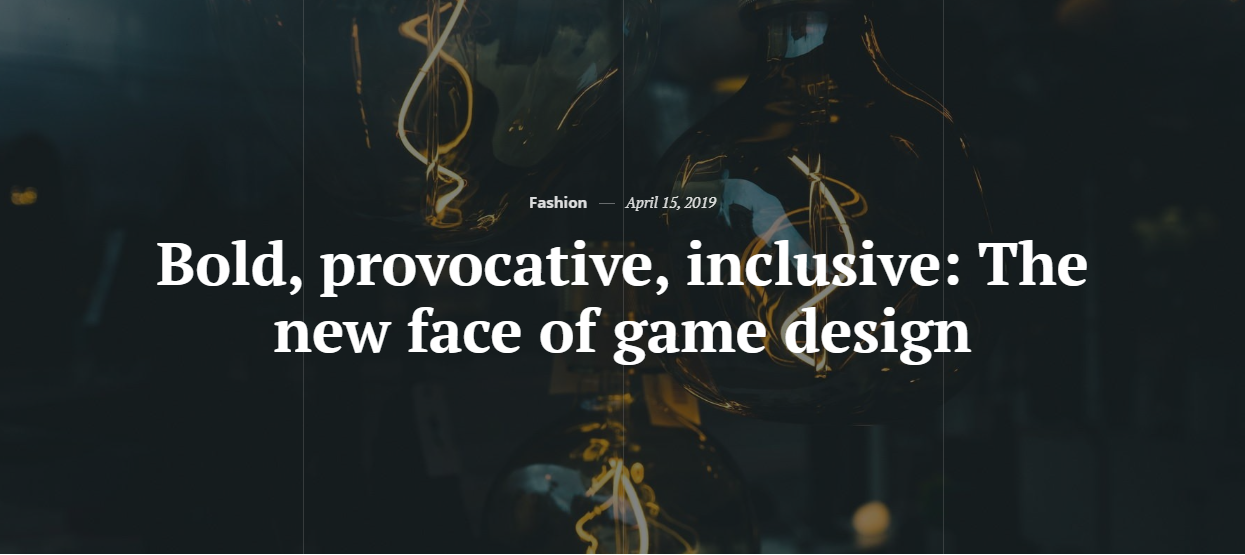 Fashion — April 15, 2019
Bold, provocative, inclusive: The
new face of game design